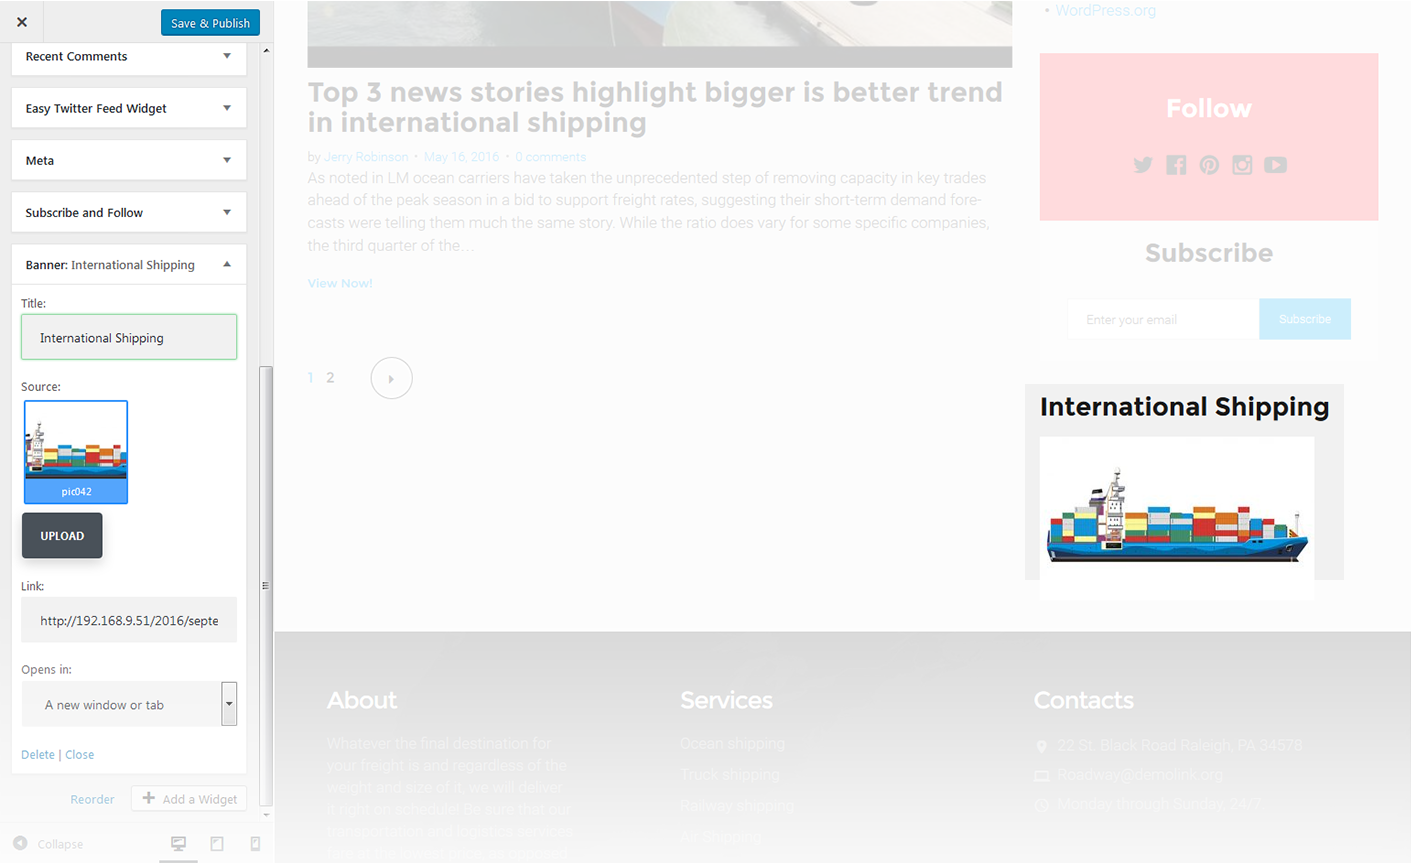 Save & Publish
Recent Comments
Easy Twitter Feed Widget
Meta
Subscribe and Follow
Banner: International Shipping
Title:
International Shipping
Source:
pic042
UPLOAD
Link:
http://192.168.9.51/2016/septe
Opens in:
A new window or tab
Delete | Close
Reorder
Add a Widget
Collapse
Top 3 news stories highlight bigger is better trend
in international shipping
by Jerry Robinson • May 16, 2016 • 0 comments
As noted in LM ocean carriers have taken the unprecedented step of removing capacity in key trades
ahead of the peak season in a bid to support freight rates, suggesting their short-term demand fore-
casts were telling them much the same story. While the ratio does vary for some specific companies,
the third quarter of the…
View Now!
1 2
• WordPress.org
Follow
Subscribe
Enter your email
Subscribe
International Shipping
About
Whatever the final destination for
your freight is and regardless of the
weight and size of it, we will deliver
it right on schedule! Be sure that our
transportation and logistics services
Services
Ocean shipping
Truck shipping
Railway shipping
Air Shipping
Contacts
22 St. Black Road Raleigh, PA 34578
Roadway@demolink.org
Monday through Sunday, 24/7